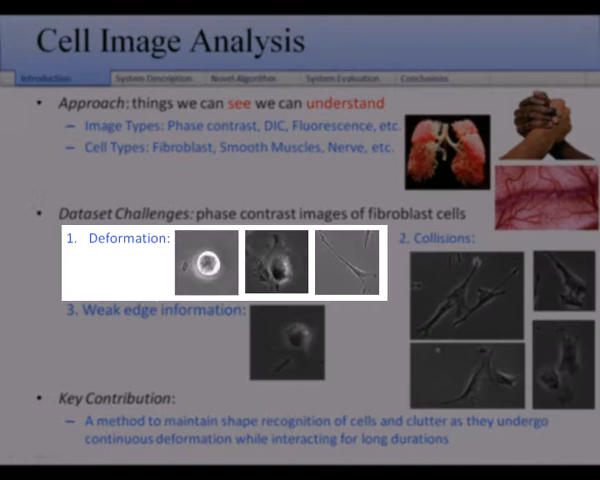 Cell Image Analysis
Introduction System Description Novel Algorithm System Evaluation Conclusions
• Approach: things we can see we can understand
– Image Types: Phase contrast, DIC, Fluorescence, etc.
– Cell Types: Fibroblast, Smooth Muscles, Nerve, etc.
• Dataset Challenges: phase contrast images of fibroblast cells
1. Deformation: 2. Collisions:
3. Weak edge information:
• Key Contribution:
– A method to maintain shape recognition of cells and clutter as they undergo
continuous deformation while interacting for long durations